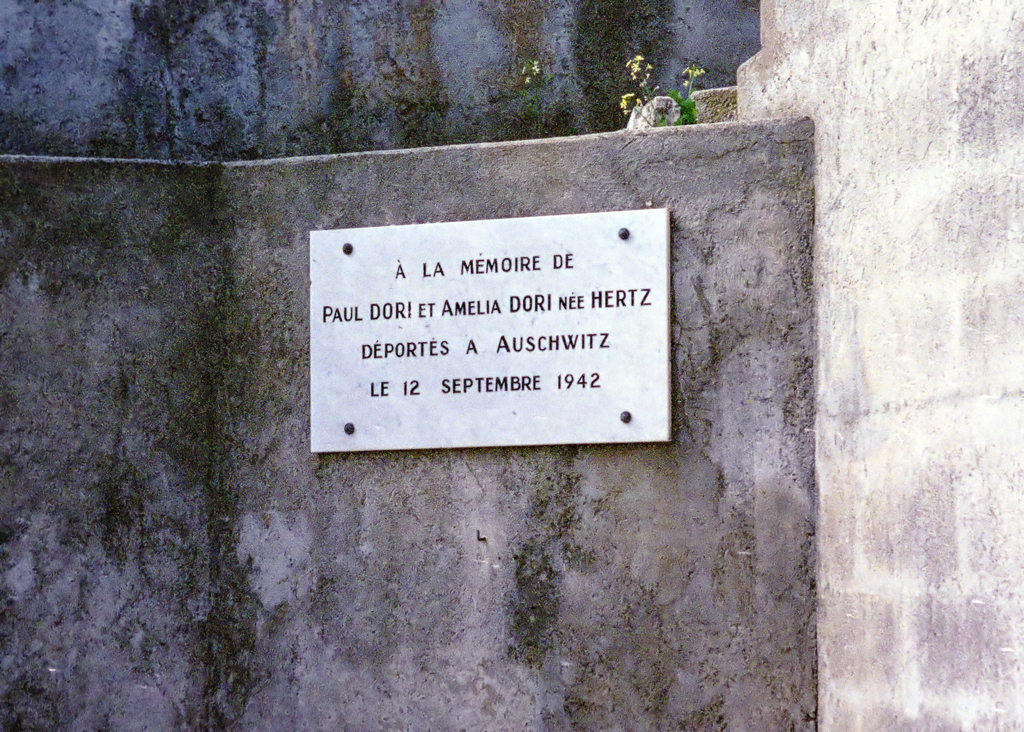 À LA MÉMOIRE DE
PAUL DORI ET AMELIA DORI NÉE HERTZ
DÉPORTÉS A AUSCHWITZ
LE 12 SEPTEMBRE 1942